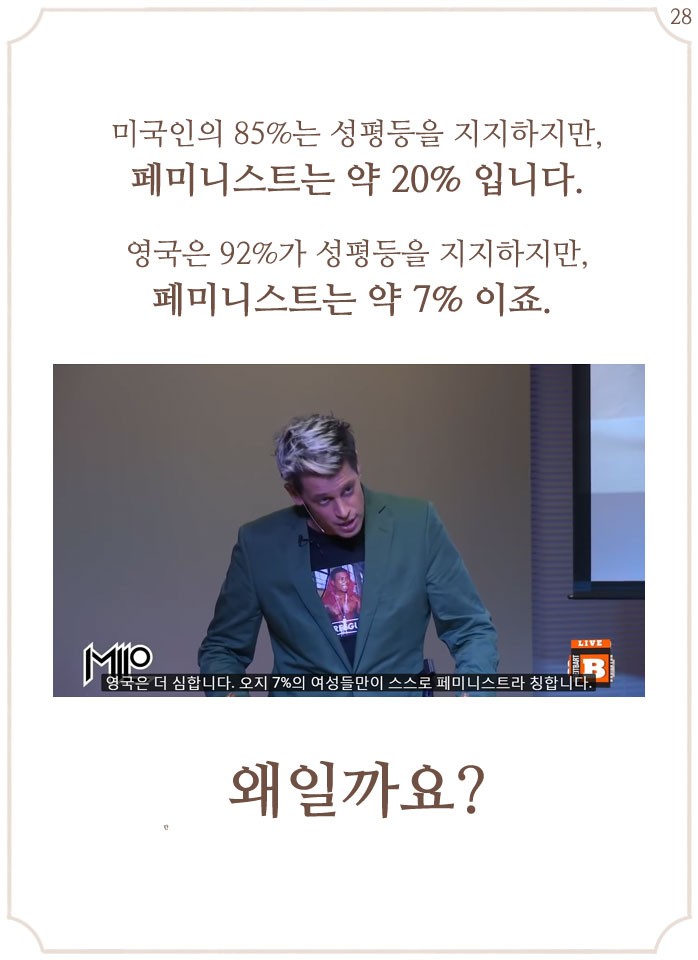 28
미국인의 85%는 성평등을 지지하지만,
페미니스트는 약 20% 입니다.
영국은 92%가 성평등을 지지하지만,
페미니스트는 약 7% 이죠.
MIIO
LIVE
B
영국은 더 심합니다. 오지 7%의 여성들만이 스스로 페미니스트라 칭합니다.
왜일까요?